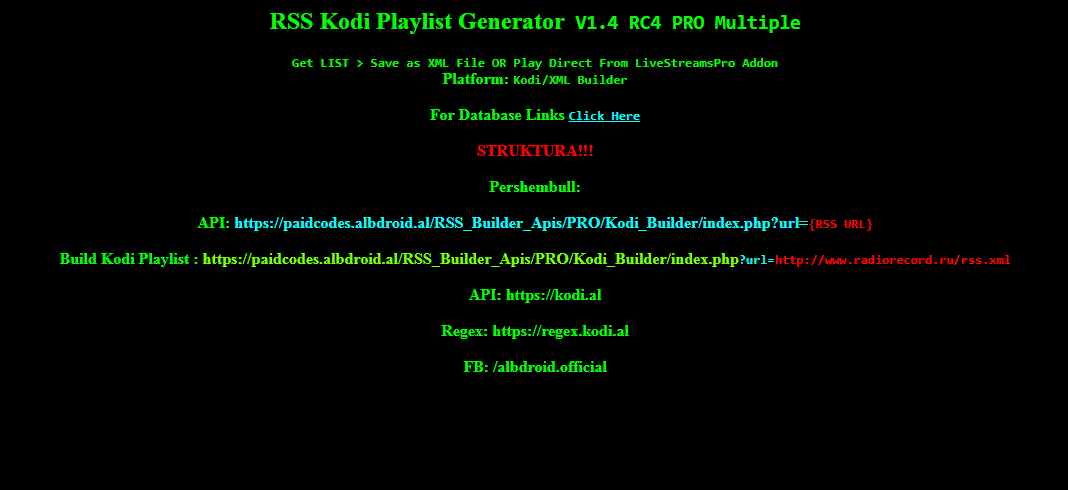 RSS Kodi Playlist Generator V1.4 RC4 PRO Multiple
Get LIST > Save as XML File OR Play Direct From LiveStreamsPro Addon
Platform: Kodi/XML Builder
For Database Links Click Here
STRUKTURA!!!
Pershembull:
API: https://paidcodes.albdroid.al/RSS_Builder_Apis/PRO/Kodi_Builder/index.php?url={RSS URL}
Build Kodi Playlist : https://paidcodes.albdroid.al/RSS_Builder_Apis/PRO/Kodi_Builder/index.php?url=http://www.radiorecord.ru/rss.xml
API: https://kodi.al
Regex: https://regex.kodi.al
FB: /albdroid.official